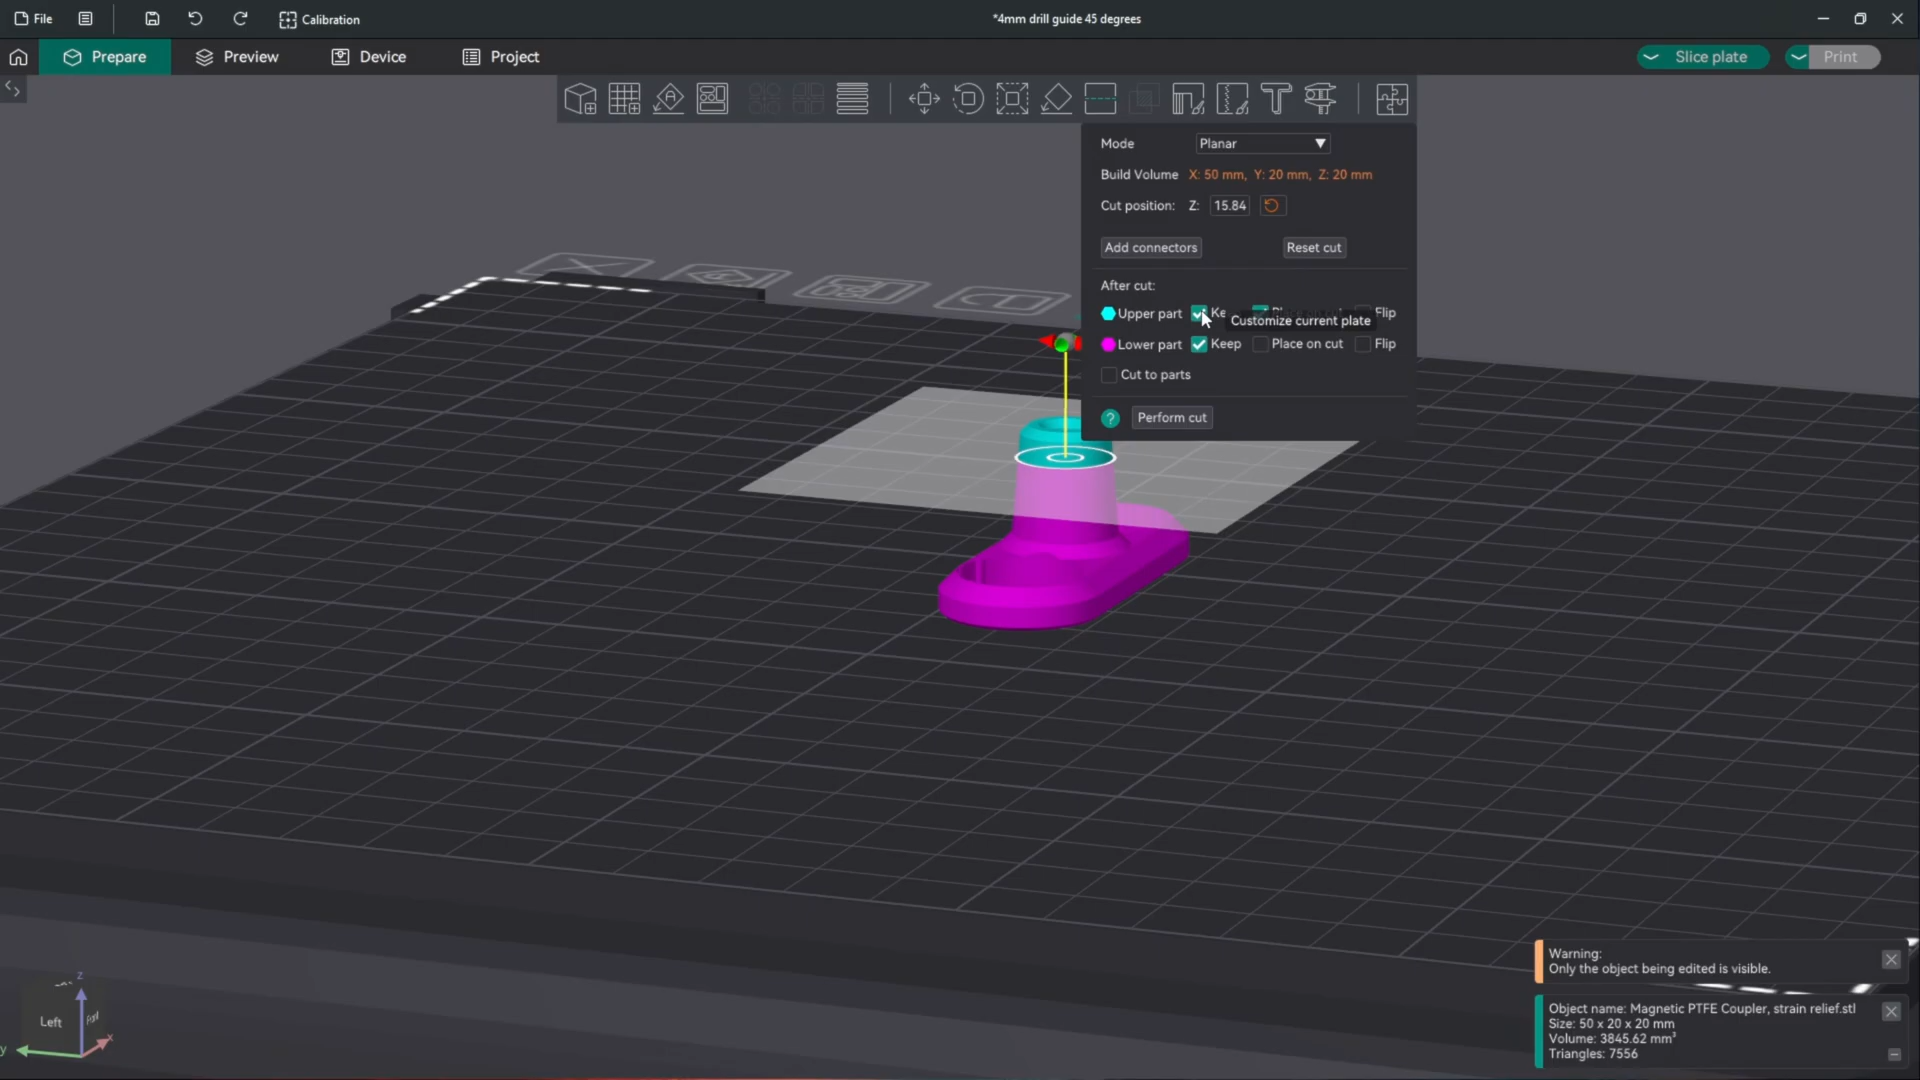 File
Calibration
*4mm drill guide 45 degrees
Prepare
Preview
Device
Project
Slice plate
Print
Mode Planar
Build Volume X: 50 mm, Y: 20 mm, Z: 20 mm
Cut position: Z: 15.84
Add connectors Reset cut
After cut:
Upper part Ke Flip
Customize current plate
Lower part Keep Place on cut Flip
Cut to parts
? Perform cut
Warning:
Only the object being edited is visible.
Object name: Magnetic PTFE Coupler, strain relief.stl
Size: 50 x 20 x 20 mm
Volume: 3845.62 mm³
Triangles: 7556
z
Left
y
x